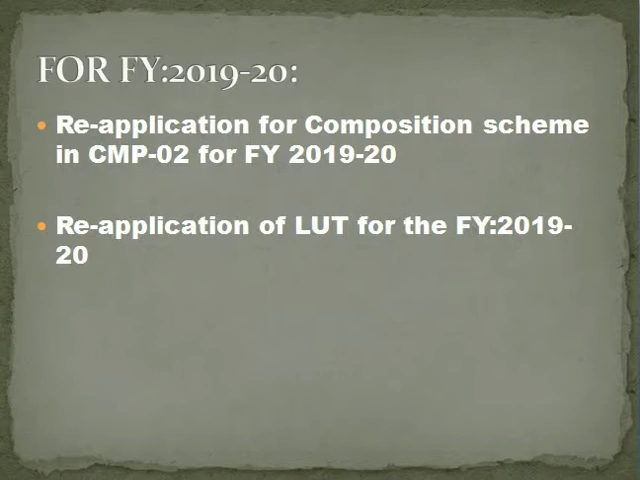 FOR FY:2019-20:
• Re-application for Composition scheme
in CMP-02 for FY 2019-20
• Re-application of LUT for the FY:2019-
20